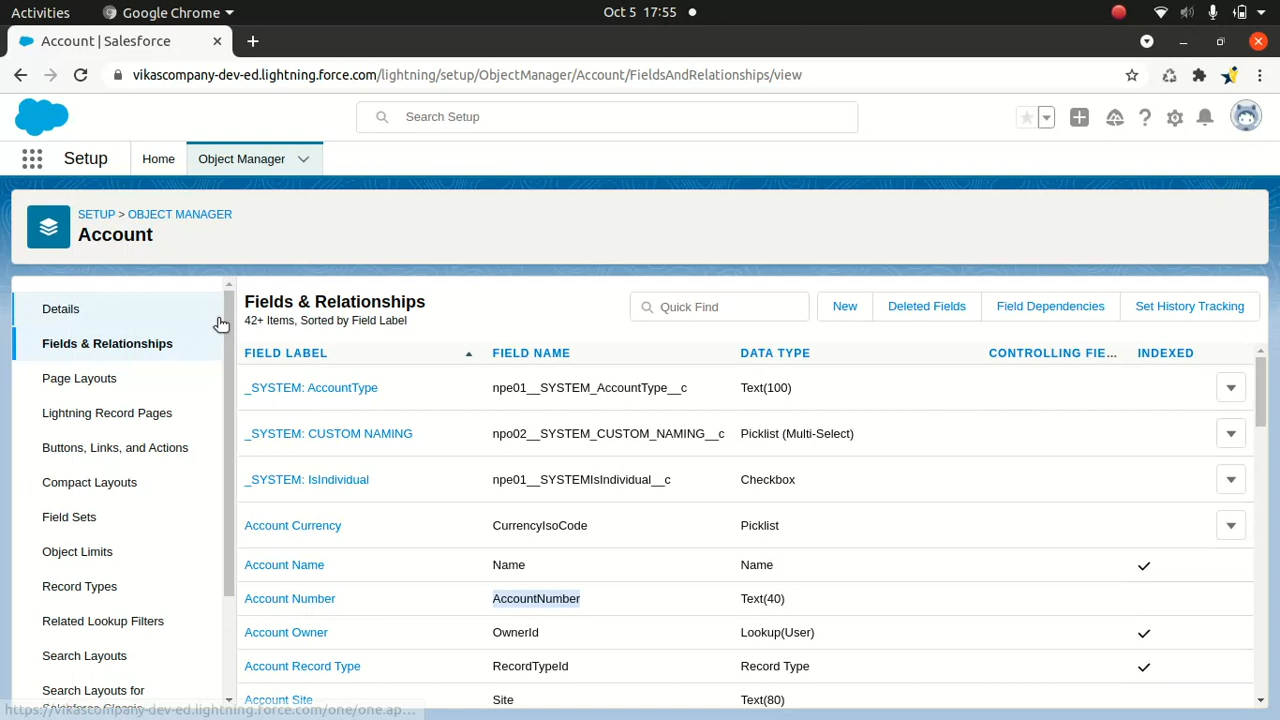 Activities
Google Chrome
Oct 5 17:55
Account | Salesforce
vikascompany-dev-ed.lightning.force.com/lightning/setup/ObjectManager/Account/FieldsAndRelationships/view
Search Setup
Setup
Home
Object Manager
SETUP > OBJECT MANAGER
Account
Details
Fields & Relationships
Page Layouts
Lightning Record Pages
Buttons, Links, and Actions
Compact Layouts
Field Sets
Object Limits
Record Types
Related Lookup Filters
Search Layouts
Search Layouts for
Salesforce Classic
Fields & Relationships
42+ Items, Sorted by Field Label
Quick Find
New
Deleted Fields
Field Dependencies
Set History Tracking
FIELD LABEL FIELD NAME DATA TYPE CONTROLLING FIE... INDEXED
_SYSTEM: AccountType npe01__SYSTEM_AccountType__c Text(100)
_SYSTEM: CUSTOM NAMING npo02__SYSTEM_CUSTOM_NAMING__c Picklist (Multi-Select)
_SYSTEM: IsIndividual npe01__SYSTEMIsIndividual__c Checkbox
Account Currency CurrencyIsoCode Picklist
Account Name Name Name
Account Number AccountNumber Text(40)
Account Owner OwnerId Lookup(User)
Account Record Type RecordTypeId Record Type
Account Site Site Text(80)
https://vikascompany-dev-ed.lightning.force.com/one/one.ap...